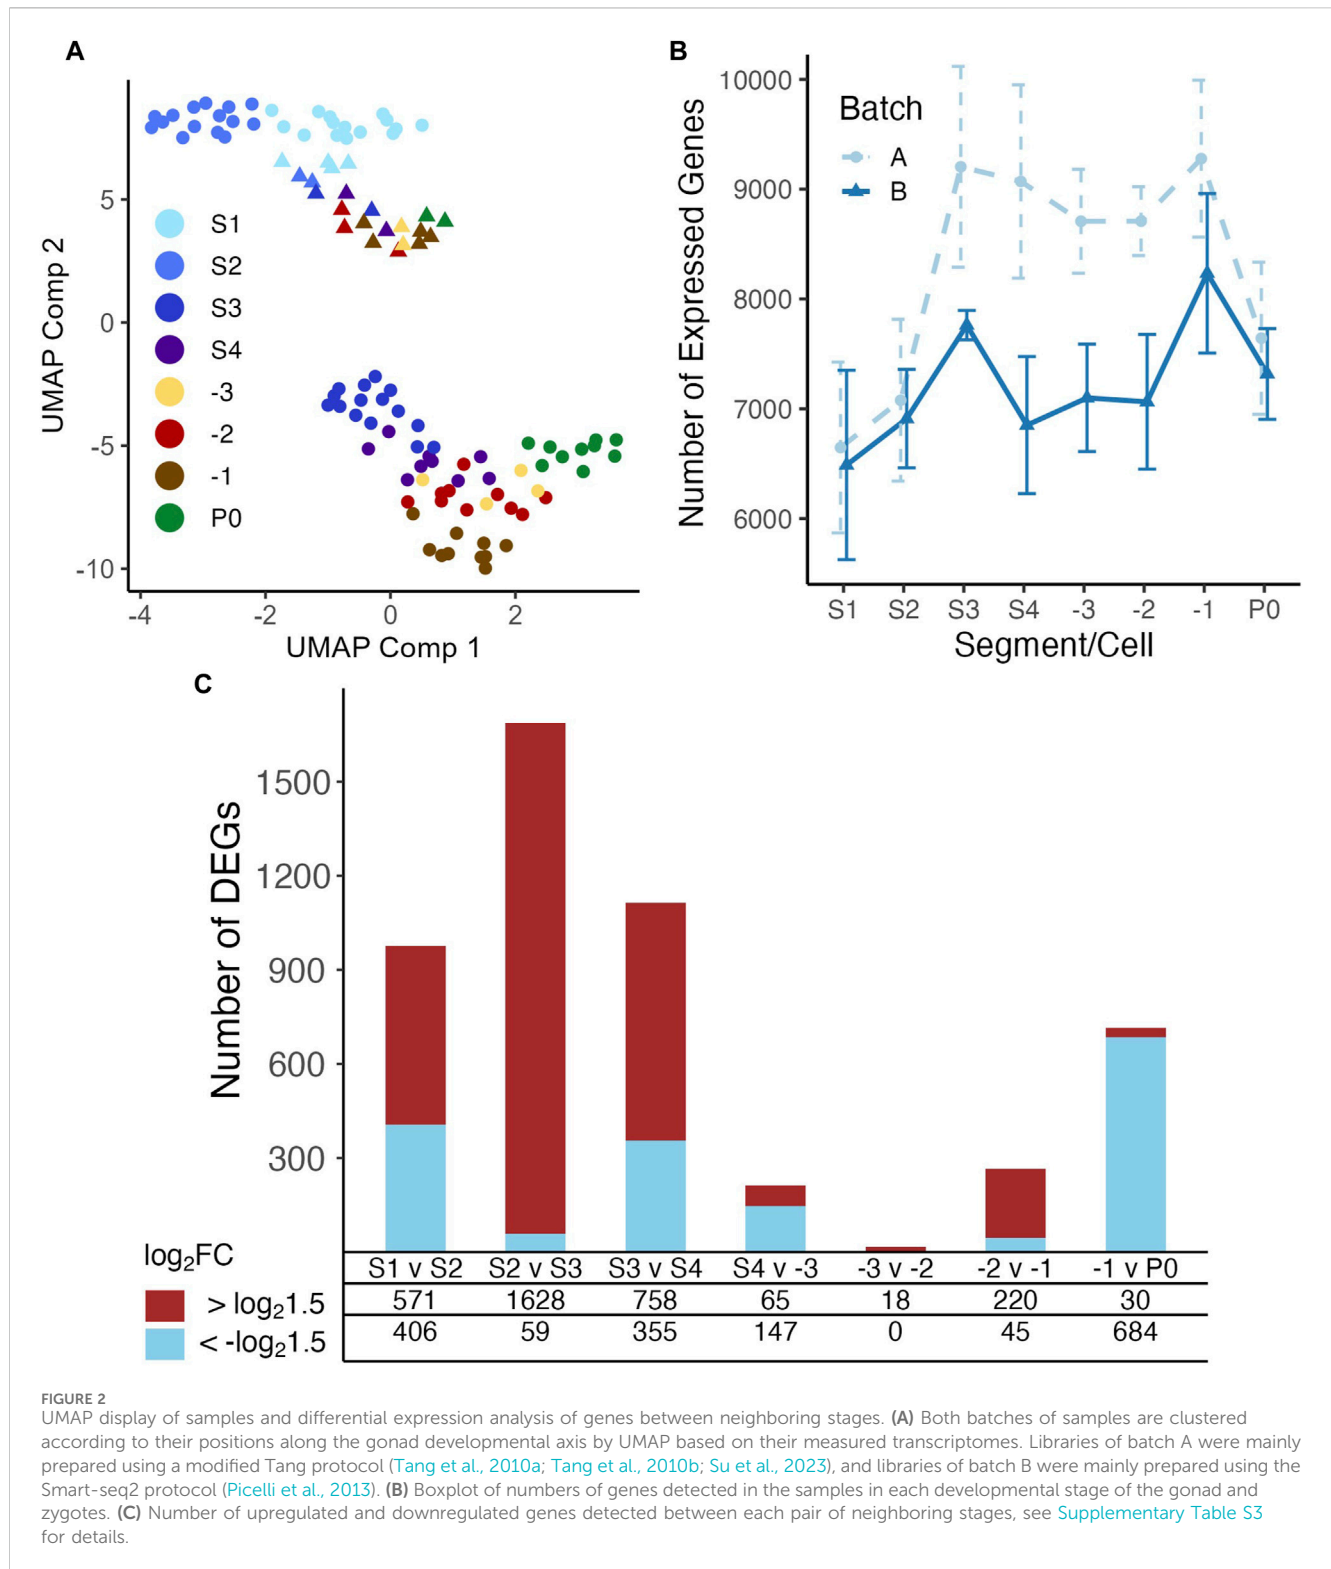 A
5
0
-5
-10
UMAP Comp 2
S1
S2
S3
S4
-3
-2
-1
P0
-4
-2
0
2
UMAP Comp 1
B
10000
9000
8000
7000
6000
Number of Expressed Genes
Batch
A
B
S1 S2 S3 S4 -3 -2 -1 P0
Segment/Cell
C
1500
1200
900
600
300
Number of DEGs
log₂FC
S1 v S2 S2 v S3 S3 v S4 S4 v -3 -3 v -2 -2 v -1 -1 v P0
> log₂1.5 571 1628 758 65 18 220 30
< -log₂1.5 406 59 355 147 0 45 684
FIGURE 2
UMAP display of samples and differential expression analysis of genes between neighboring stages. (A) Both batches of samples are clustered
according to their positions along the gonad developmental axis by UMAP based on their measured transcriptomes. Libraries of batch A were mainly
prepared using a modified Tang protocol (Tang et al., 2010a; Tang et al., 2010b; Su et al., 2023), and libraries of batch B were mainly prepared using the
Smart-seq2 protocol (Picelli et al., 2013). (B) Boxplot of numbers of genes detected in the samples in each developmental stage of the gonad and
zygotes. (C) Number of upregulated and downregulated genes detected between each pair of neighboring stages, see Supplementary Table S3
for details.